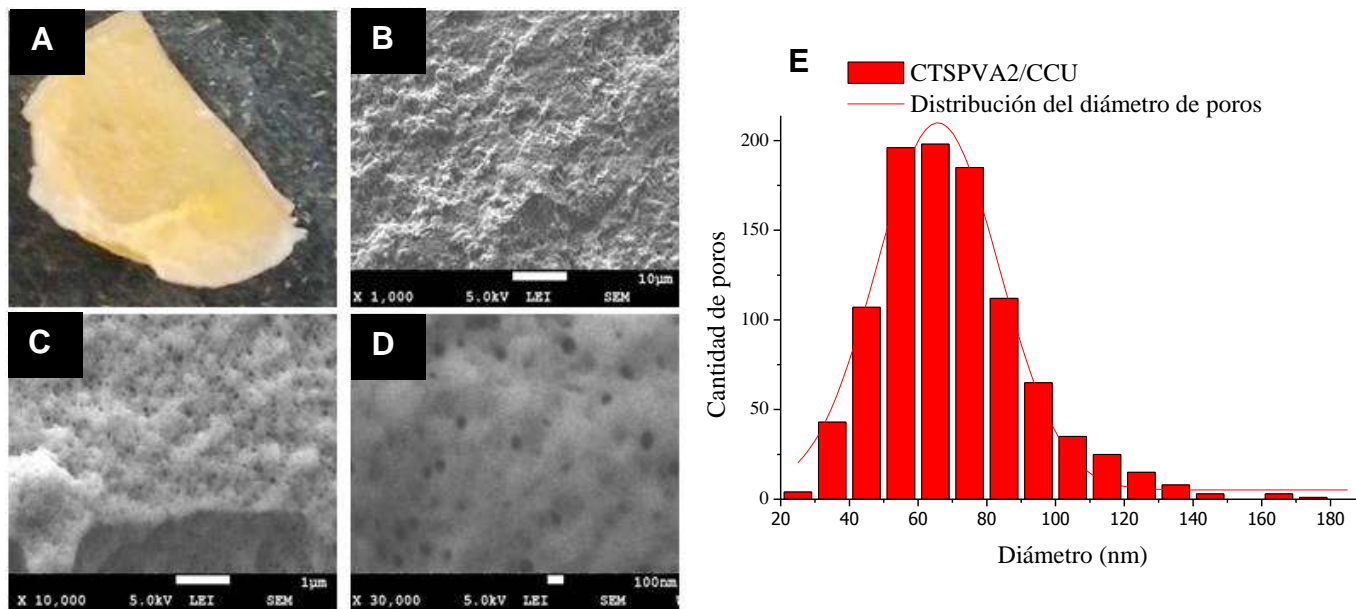 A
B
10µm
X 1,000 5.0kV LEI SEM
C
1µm
X 10,000 5.0kV LEI SEM
D
100nm
X 30,000 5.0kV LEI SEM
E
CTSPVA2/CCU
Distribución del diámetro de poros
Cantidad de poros
200
150
100
50
0
20 40 60 80 100 120 140 160 180
Diámetro (nm)